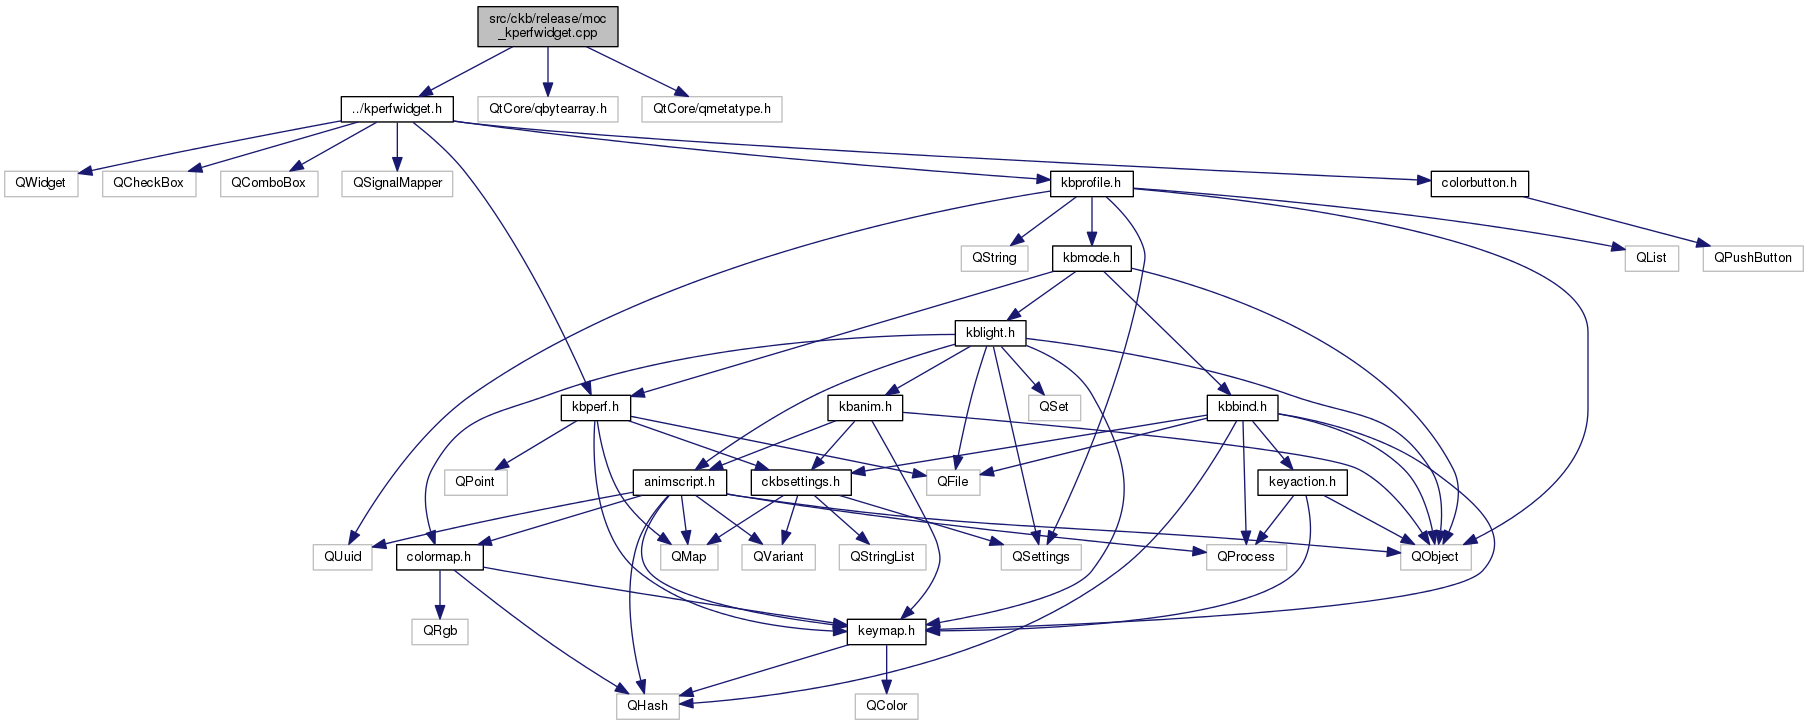 src/ckb/release/moc
_kperfwidget.cpp
../kperfwidget.h
QtCore/qbytearray.h
QtCore/qmetatype.h
QWidget
QCheckBox
QComboBox
QSignalMapper
kbprofile.h
colorbutton.h
QString
kbmode.h
QList
QPushButton
kblight.h
kbperf.h
kbanim.h
QSet
kbbind.h
QPoint
animscript.h
ckbsettings.h
QFile
keyaction.h
QUuid
colormap.h
QMap
QVariant
QStringList
QSettings
QProcess
QObject
QRgb
keymap.h
QHash
QColor